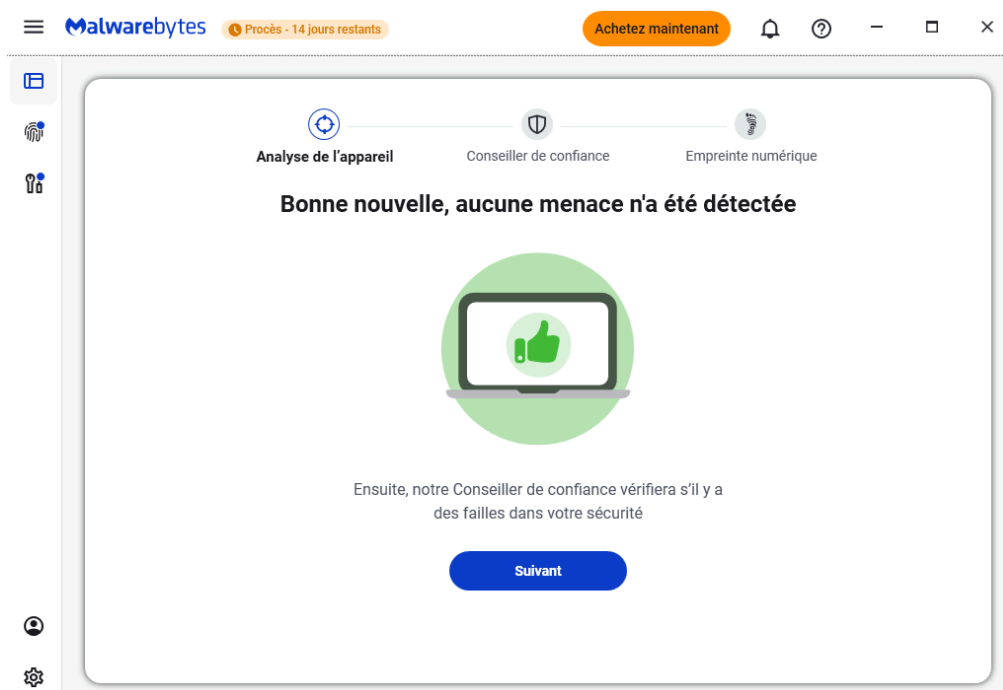 Malwarebytes
Procès - 14 jours restants
Achetez maintenant
Analyse de l’appareil
Conseiller de confiance
Empreinte numérique
Bonne nouvelle, aucune menace n'a été détectée
Ensuite, notre Conseiller de confiance vérifiera s’il y a
des failles dans votre sécurité
Suivant